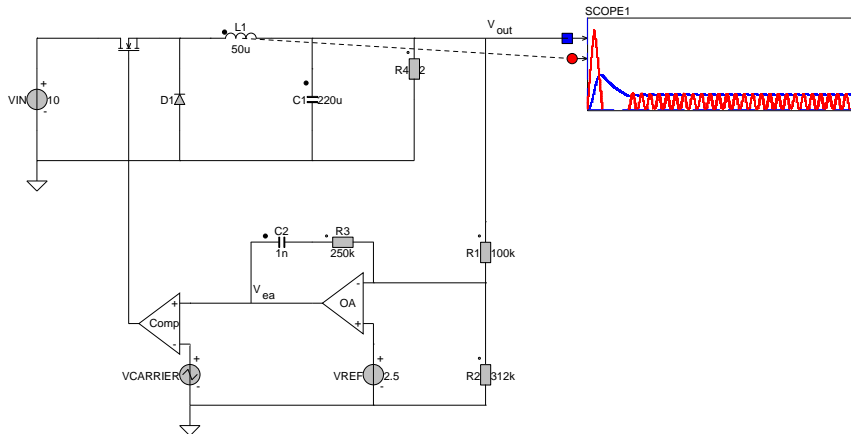 SCOPE1
L1
V out
50u
R4 2
VIN 10
+
-
D1
C1 220u
C2
1n
R3
250k
R1 100k
V ea
-
OA
+
+
Comp
-
VCARRIER
+
-
VREF 2.5
+
-
R2 312k